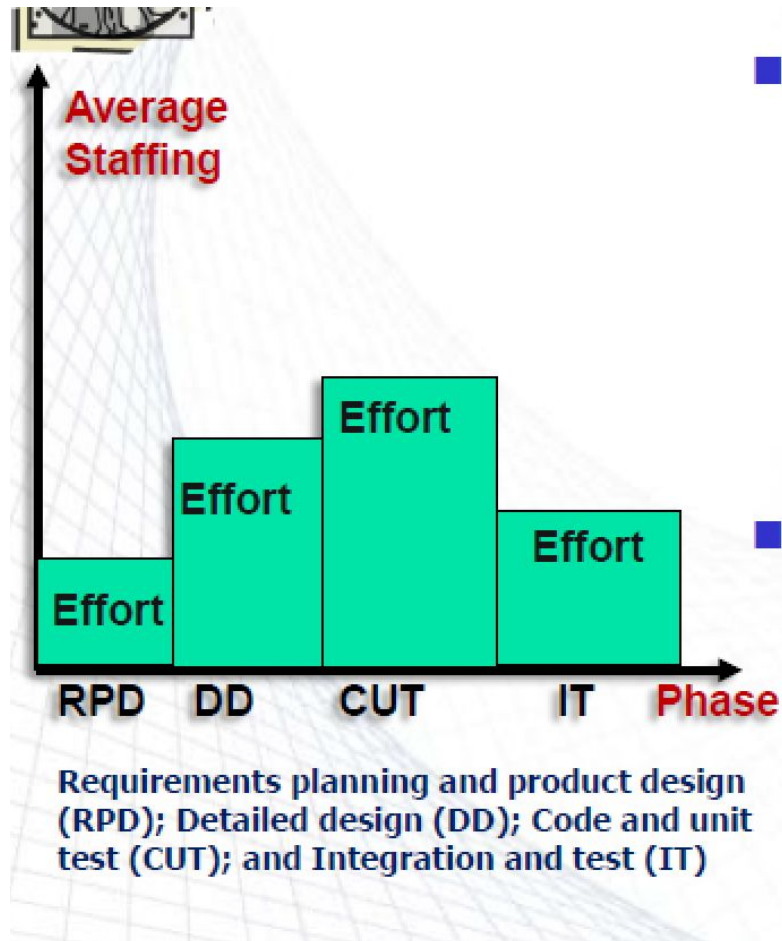 Average
Staffing
Effort
Effort
Effort
Effort
RPD DD CUT IT Phase
Requirements planning and product design
(RPD); Detailed design (DD); Code and unit
test (CUT); and Integration and test (IT)